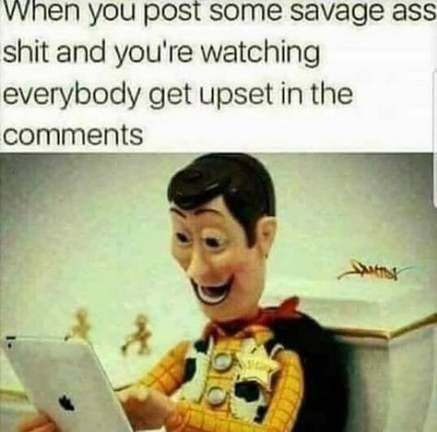 When you post some savage ass
shit and you're watching
everybody get upset in the
comments